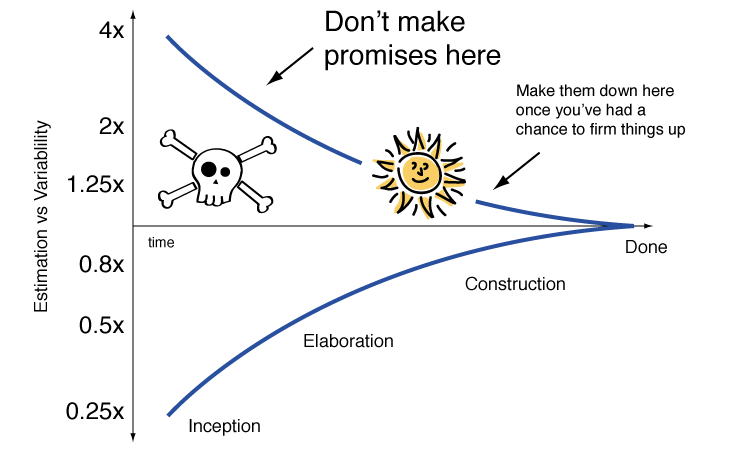 4x
Don't make
promises here
Make them down here
once you've had a
chance to firm things up
2x
1.25x
Estimation vs Variablility
time
Done
0.8x
Construction
0.5x
Elaboration
0.25x
Inception